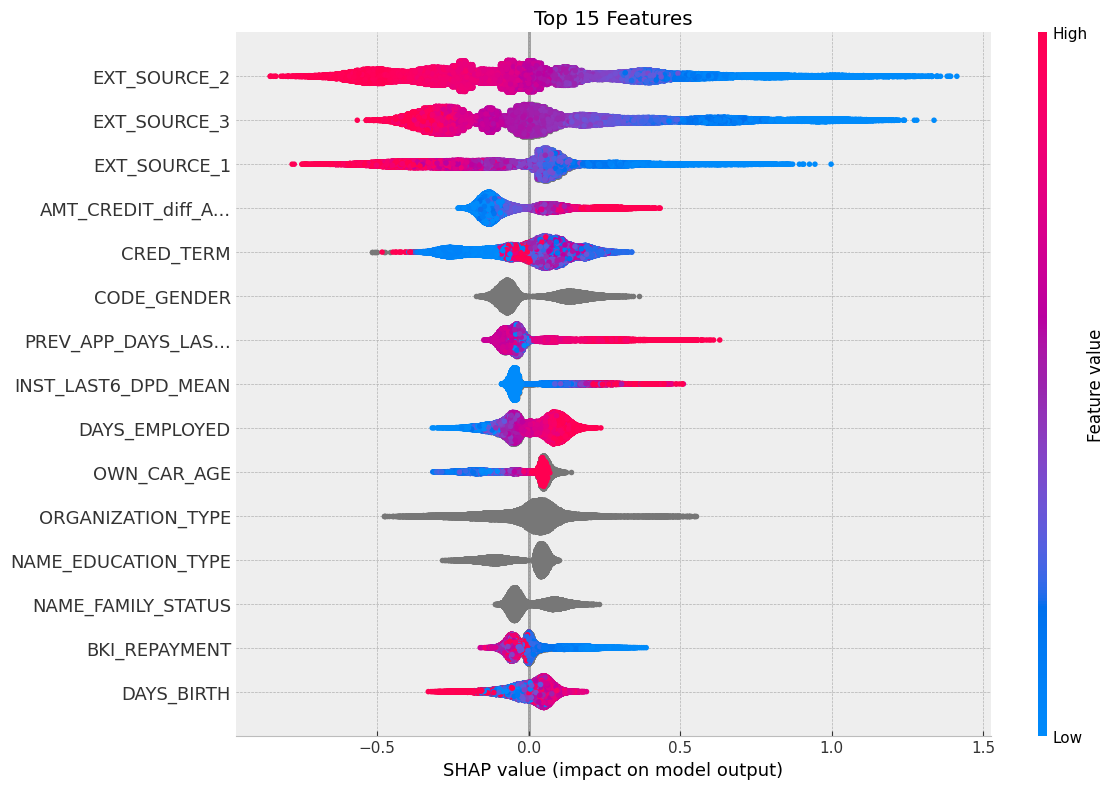 Top 15 Features
High
EXT_SOURCE_2
EXT_SOURCE_3
EXT_SOURCE_1
AMT_CREDIT_diff_A...
CRED_TERM
CODE_GENDER
PREV_APP_DAYS_LAS...
INST_LAST6_DPD_MEAN
DAYS_EMPLOYED
OWN_CAR_AGE
ORGANIZATION_TYPE
NAME_EDUCATION_TYPE
NAME_FAMILY_STATUS
BKI_REPAYMENT
DAYS_BIRTH
Feature value
Low
−0.5 0.0 0.5 1.0 1.5
SHAP value (impact on model output)